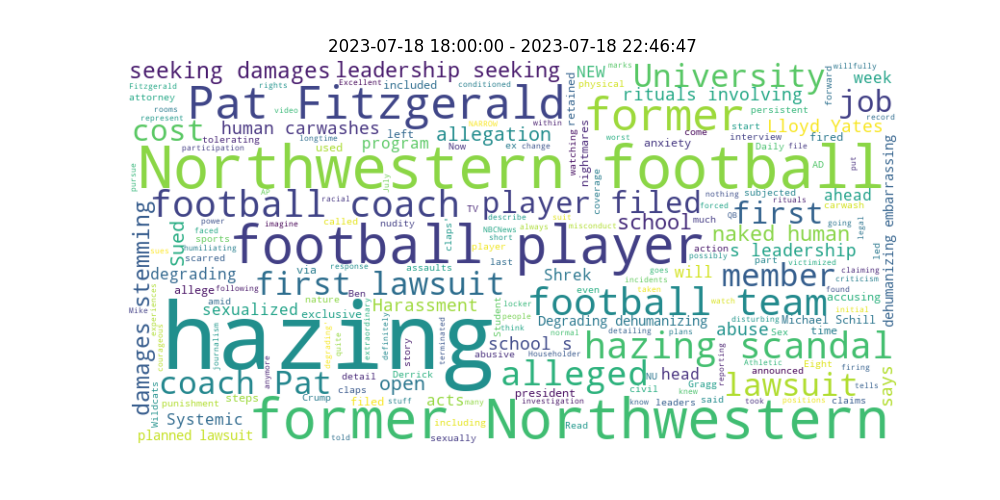 2023-07-18 18:00:00 - 2023-07-18 22:46:47
seeking damages leadership seeking
Fitzgerald rights included
attorney
rooms
represent
Excellent conditioned
video
retained
NEW
physical
University
marks
persistent
willfully
week
forward
Pat Fitzgerald
former
rituals involving
job
record
cost
human carwashes
tolerating
participation
longtime
used
left
program
allegation
NARROW
Now
within
ex change
watching
nightmares
worst
anxiety
come
start
interview
Daily
file
Lloyd Yates
fired
AD
put
Northwestern football
pursue
July
AP
racial
football coach
TV
player filed
coverage
nothing
subjected
forced
rituals
ahead
carwash
power
faced
sports
humiliating
scarred
imagine
called
nudity
claps
describe
NBCNews
short
always
suit
misconduct
player
school
much
QB
first
going
legal
dehumanizing embarrassing
Sued
football player
action
possibly
naked human
s leadership
led
damages stemming
degrading
via
response
assaults
last
Shrek
will
goes
incidents
taken
part
victimized
member
claiming
criticism
found
accusing
initial
allege
following
first lawsuit
Ben
even
football team
watch
Mike
sums
experiences
courageous
amid
sexualized
nature
exclusive
Harassment
locker
people
think
Student
Degrading dehumanizing
disturbing
Michael Schill
abuse
Sex
time
hazing
journalism
anymore
degrading
quite
extraordinary
definitely
story
terminated
abusive
school s
normal
Householder
detailing
plans
reporting
hazing scandal
Athletic
Eight
firing
coach Pat
detail
claps
Derrick
Crump
open
president
investigation
alleged
NU
head
Gragg
civil
knew
said
announced
lawsuit
took
positions
claims
tells
says
Wildcats
punishment
steps
filed
stuff
acts
many
including
know leaders
Systemic
planned lawsuit
former Northwestern
told
sexually
Read